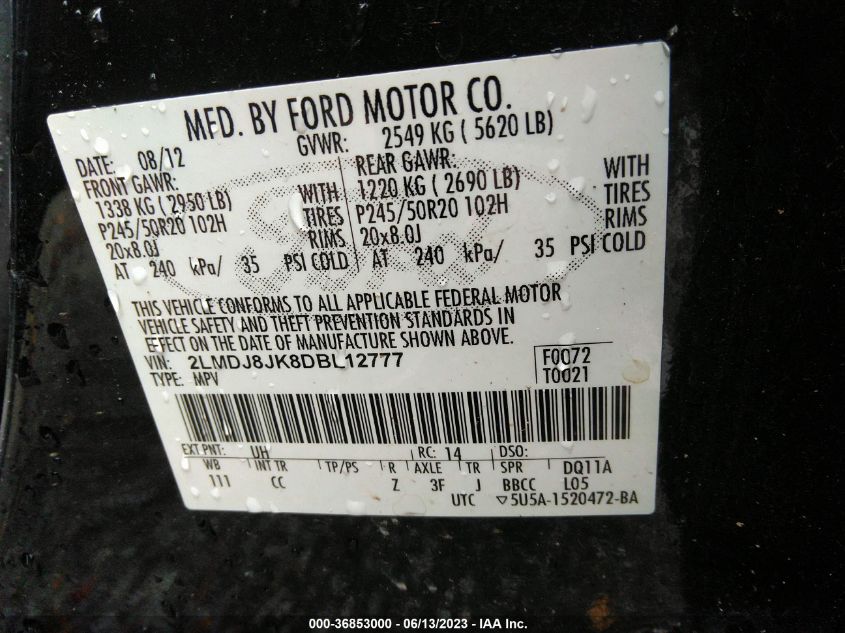 MFD. BY FORD MOTOR CO.
DATE: 08/12 GVWR: 2549 KG ( 5620 LB)
FRONT GAWR: REAR GAWR:
1338 KG ( 2950 LB) WITH 1220 KG ( 2690 LB) WITH
P245/50R20 102H TIRES P245/50R20 102H TIRES
20x8.0J RIMS 20x8.0J RIMS
AT 240 kPa/ 35 PSI COLD AT 240 kPa/ 35 PSI COLD
THIS VEHICLE CONFORMS TO ALL APPLICABLE FEDERAL MOTOR
VEHICLE SAFETY AND THEFT PREVENTION STANDARDS IN
EFFECT ON THE DATE OF MANUFACTURE SHOWN ABOVE.
VIN: 2LMDJ8JK8DBL12777 F0072
TYPE: MPV T0021
EXT PNT: UH RC: 14 DSO:
WB INT TR TP/PS R AXLE TR SPR DQ11A
111 CC Z 3F J BBCC L05
UTC ▽5U5A-1520472-BA
000-36853000 - 06/13/2023 - IAA Inc.